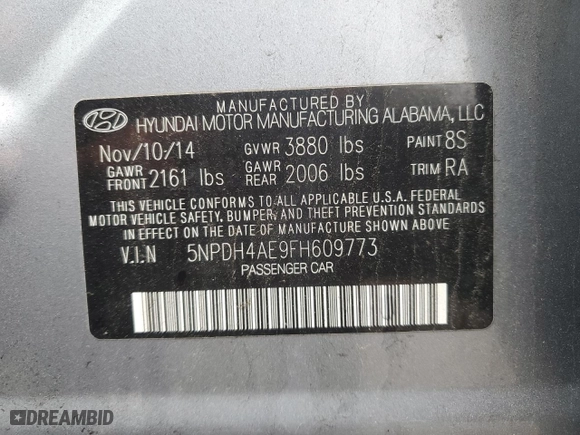 MANUFACTURED BY
HYUNDAI MOTOR MANUFACTURING ALABAMA, LLC
Nov/10/14 GVWR 3880 lbs PAINT 8S
GAWR FRONT 2161 lbs GAWR REAR 2006 lbs TRIM RA
THIS VEHICLE CONFORMS TO ALL APPLICABLE U.S.A. FEDERAL
MOTOR VEHICLE SAFETY, BUMPER, AND THEFT PREVENTION STANDARDS
IN EFFECT ON THE DATE OF MANUFACTURE SHOWN ABOVE.
V.I.N 5NPDH4AE9FH609773
PASSENGER CAR
DREAMBID